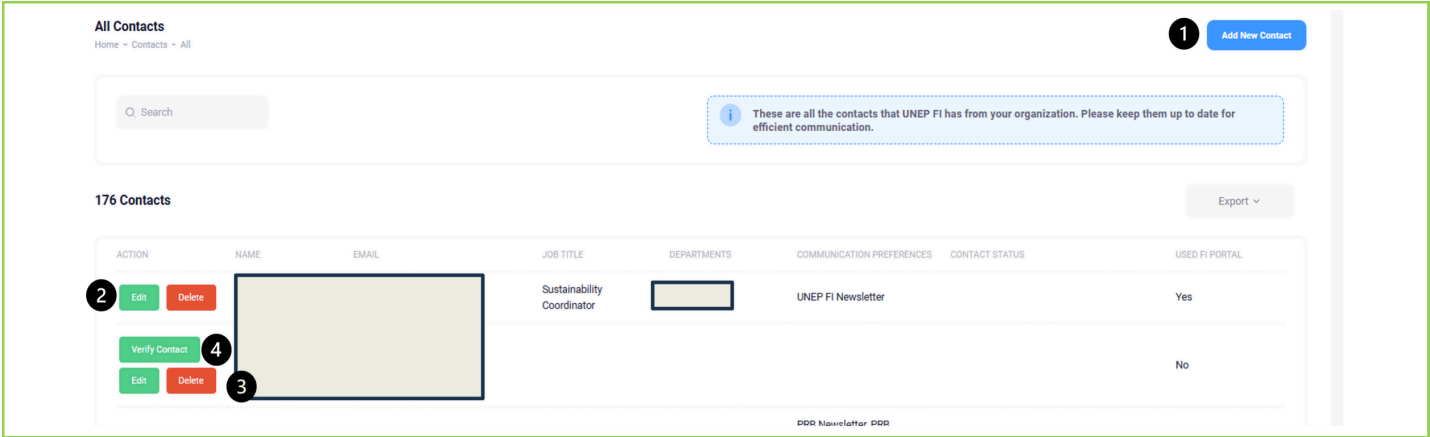 All Contacts
Home - Contacts - All
1
Add New Contact
Search
i
These are all the contacts that UNEP FI has from your organization. Please keep them up to date for
efficient communication.
176 Contacts
Export
ACTION NAME EMAIL JOB TITLE DEPARTMENTS COMMUNICATION PREFERENCES CONTACT STATUS USED FI PORTAL
2 Edit Delete Sustainability
Coordinator UNEP FI Newsletter Yes
Verify Contact 4
No
Edit Delete 3
PRB Newsletter, PRB